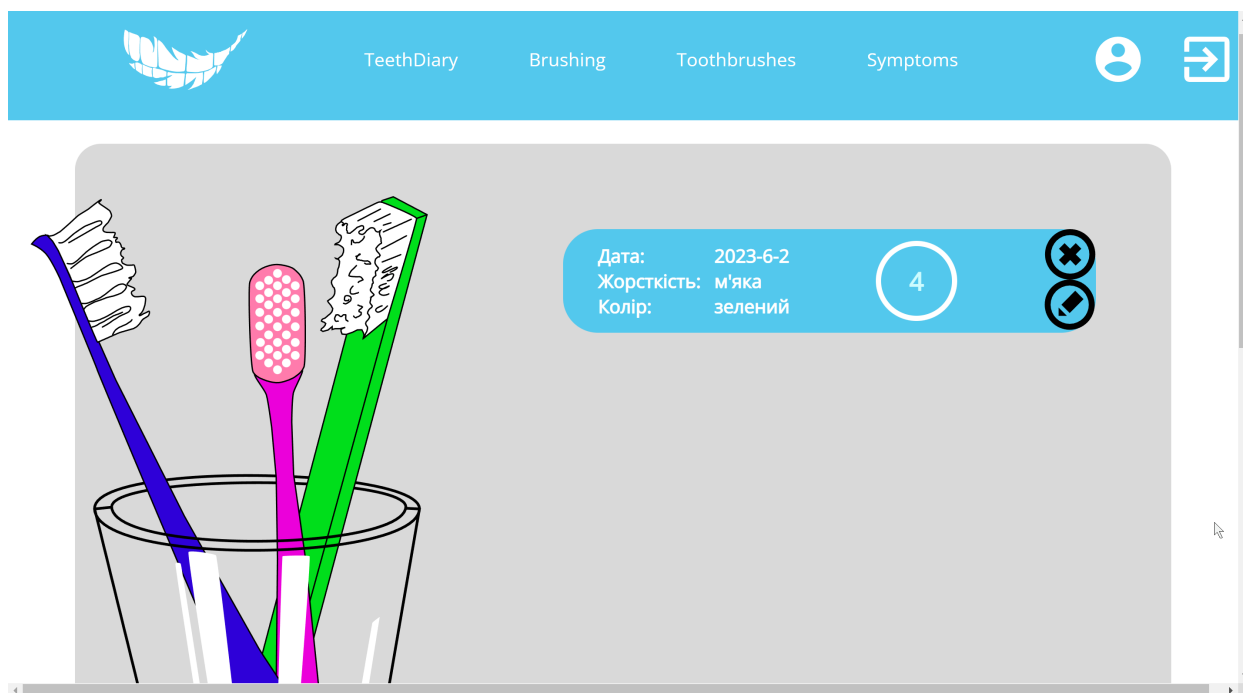 TeethDiary Brushing Toothbrushes Symptoms
Дата: 2023-6-2
Жорсткість: м'яка
Колір: зелений
4